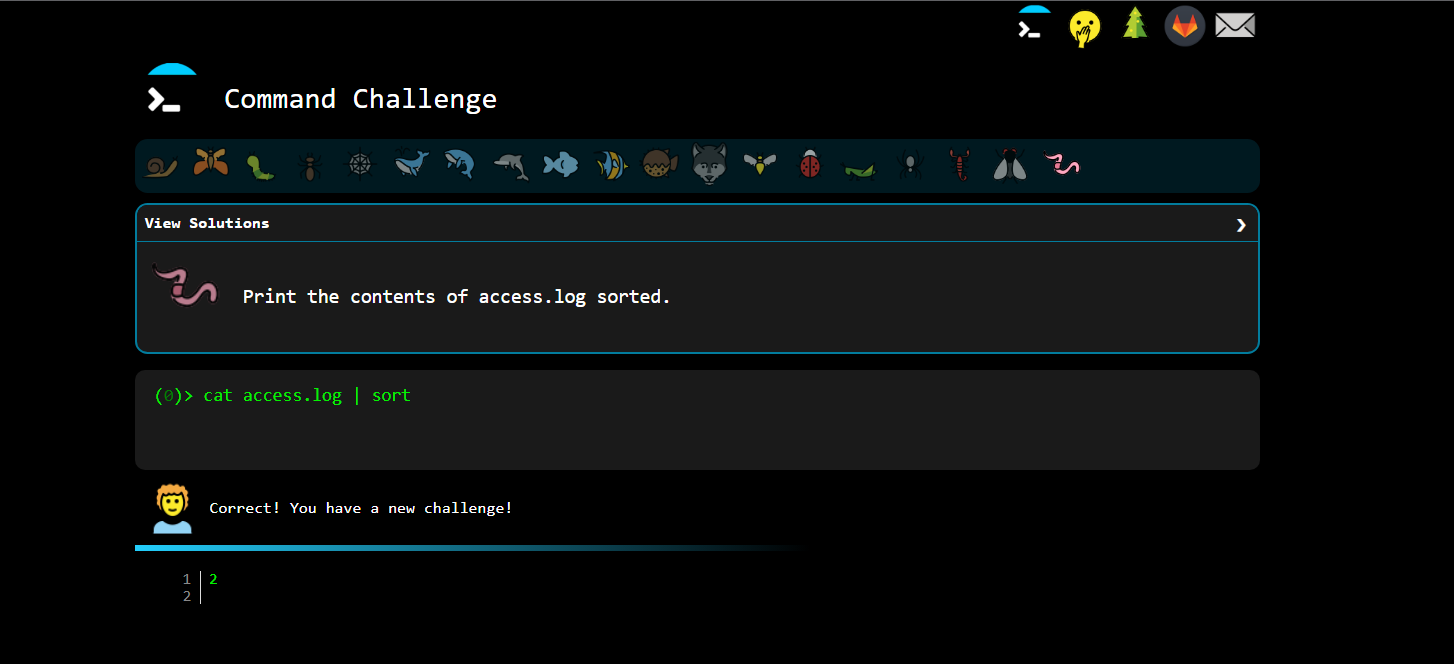 Command Challenge
View Solutions
Print the contents of access.log sorted.
(0)> cat access.log | sort
Correct! You have a new challenge!
1 2
2